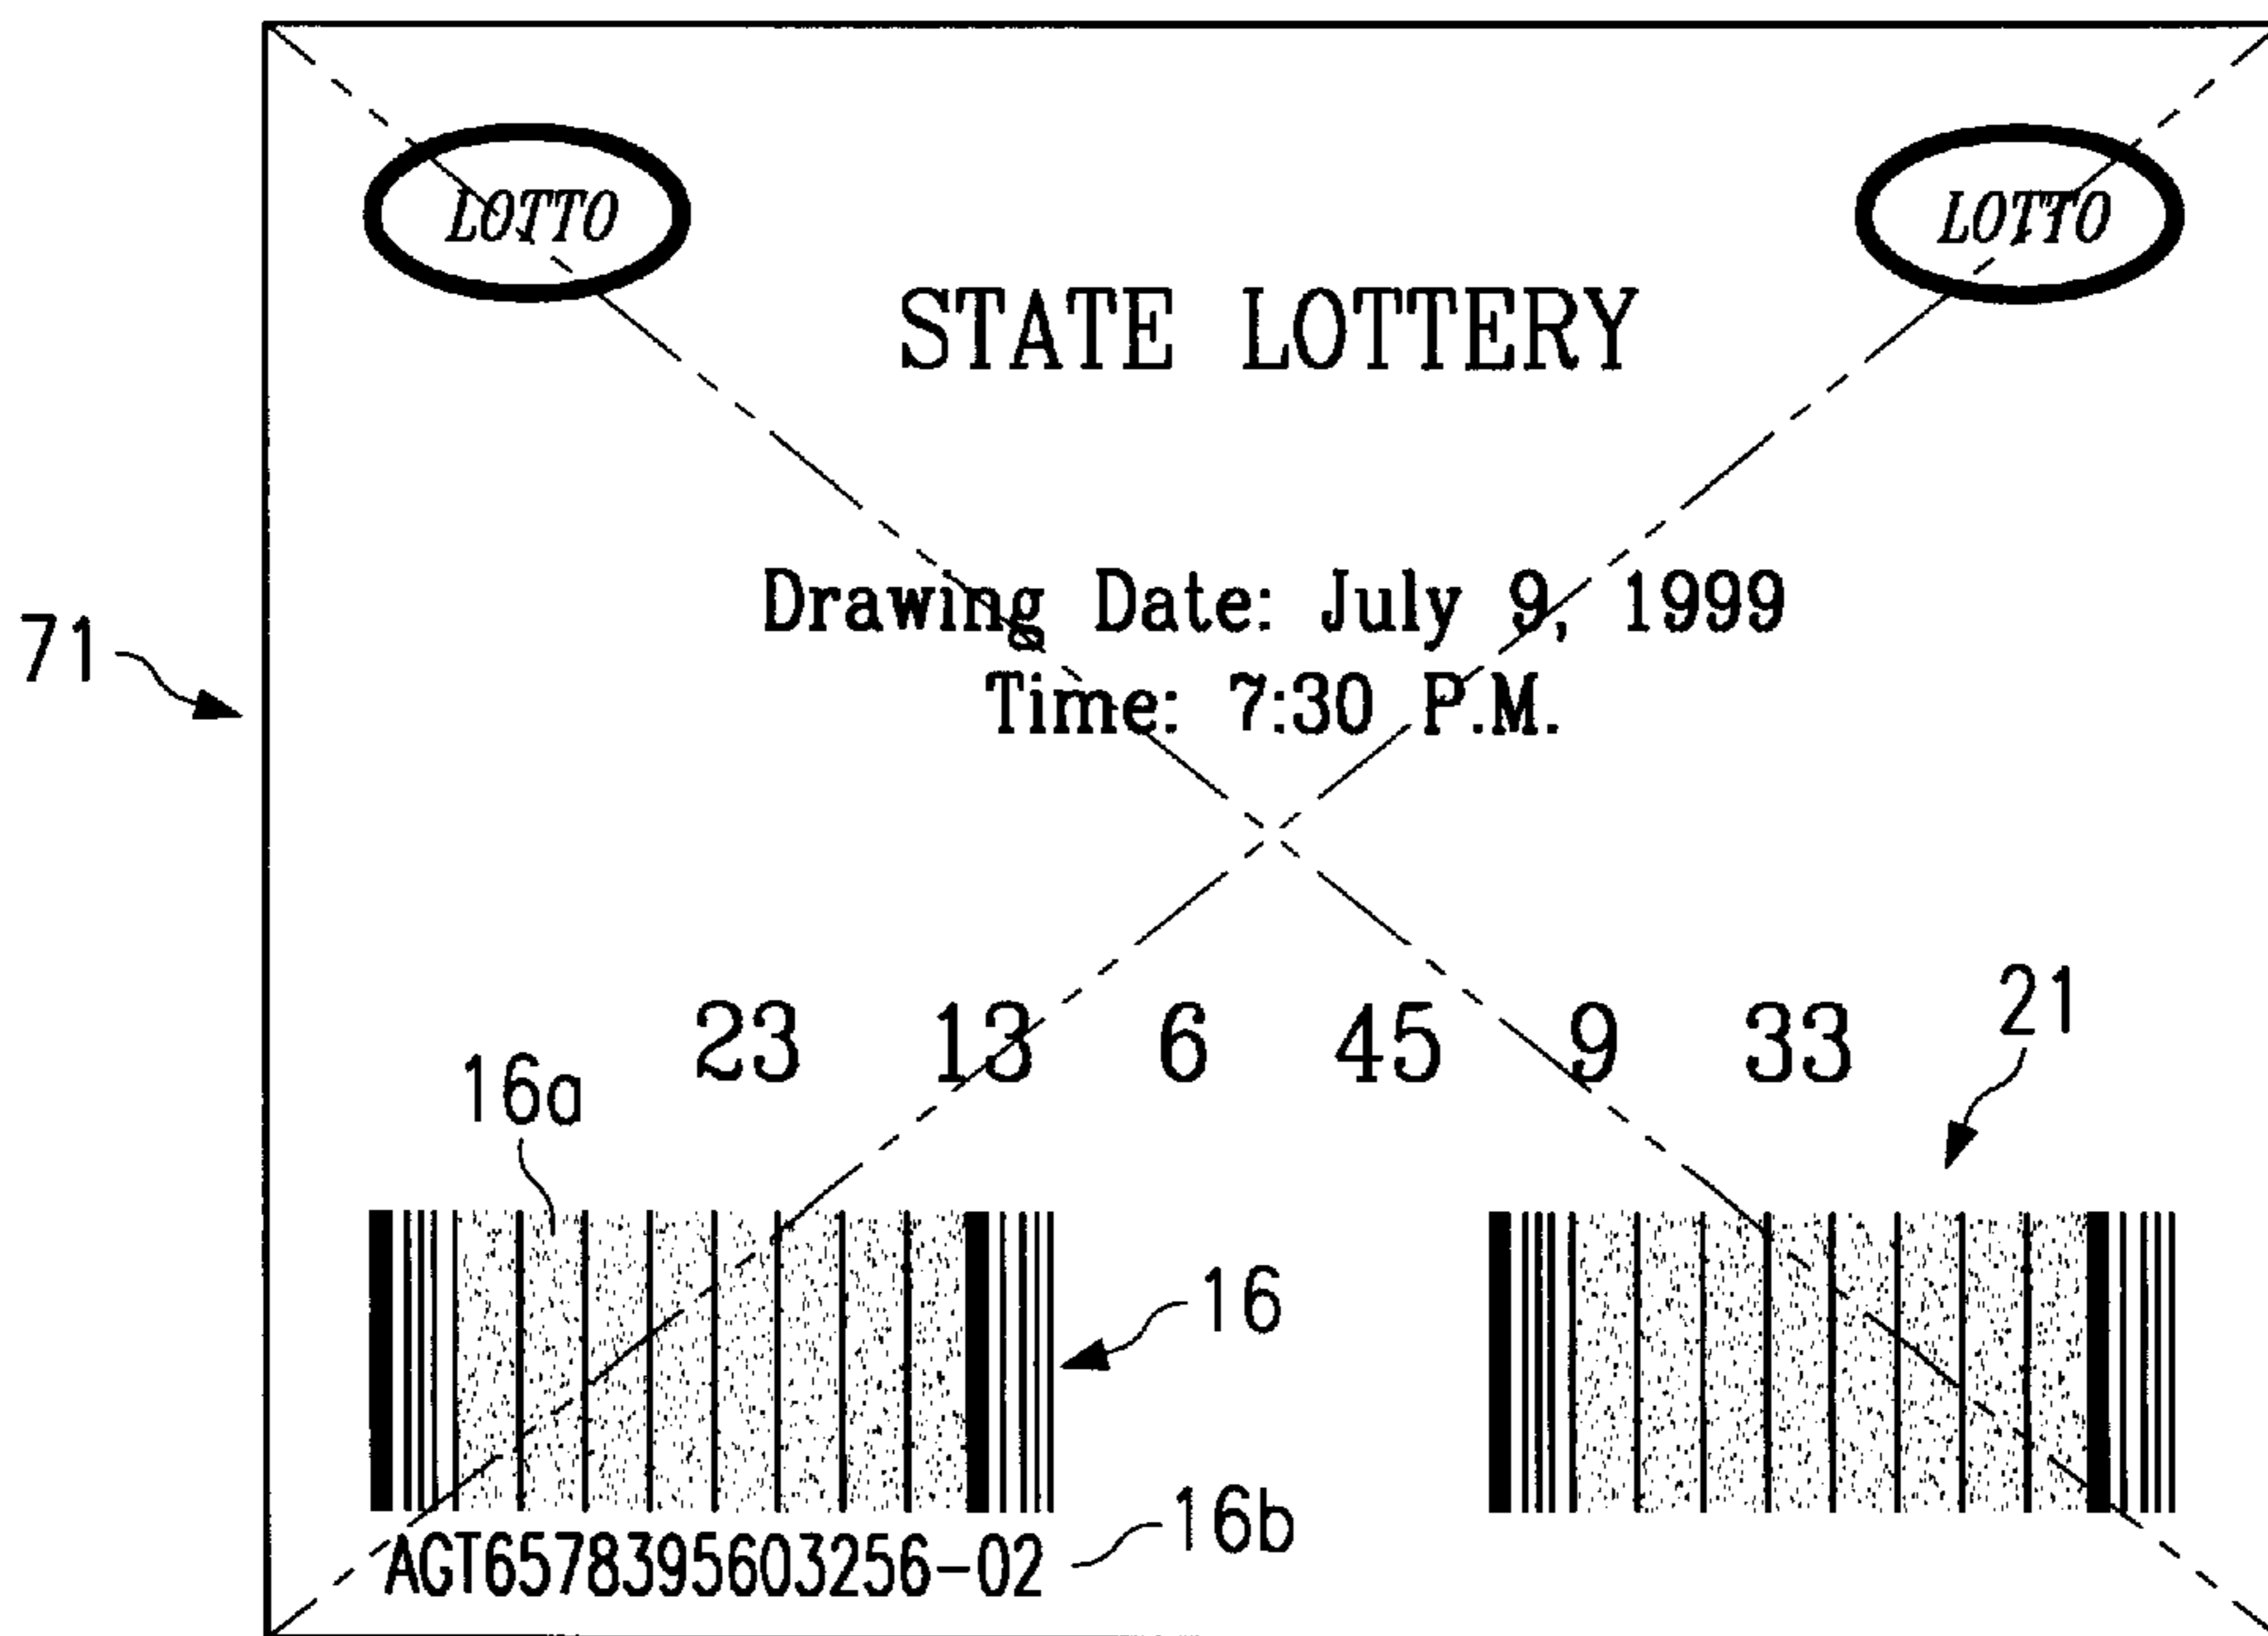 LOTTO LOTTO
STATE LOTTERY
Drawing Date: July 9, 1999
71
Time: 7:30 P.M.
23 13 6 45 9 33
21
16a
16
16b
AGT6578395603256-02